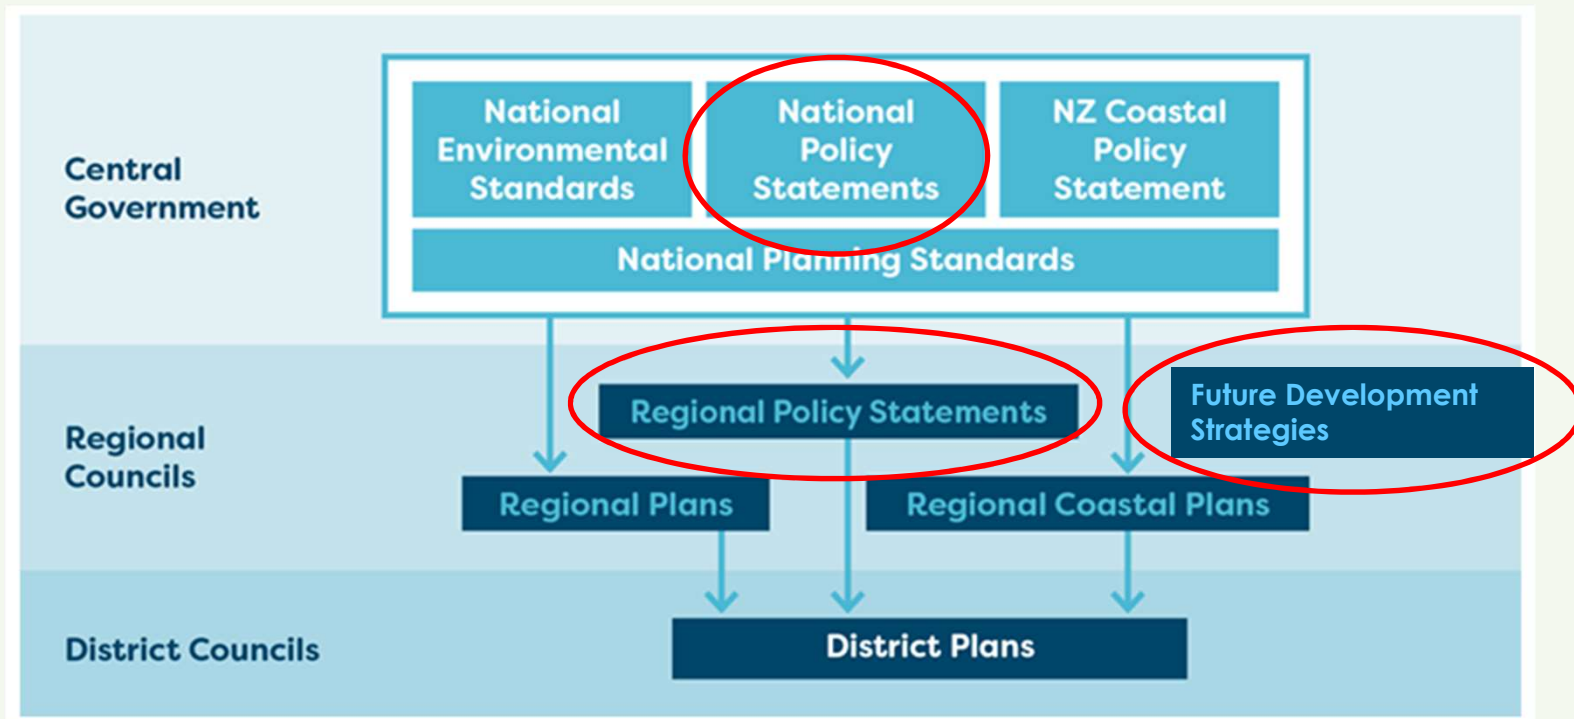 Central
Government
National
Environmental
Standards
National
Policy
Statements
NZ Coastal
Policy
Statement
National Planning Standards
Regional
Councils
Regional Policy Statements
Future Development
Strategies
Regional Plans
Regional Coastal Plans
District Councils
District Plans